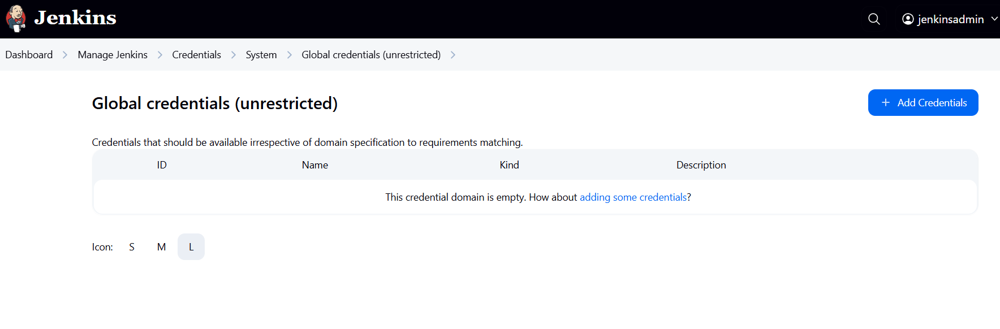 Jenkins
jenkinsadmin
Dashboard > Manage Jenkins > Credentials > System > Global credentials (unrestricted) >
Global credentials (unrestricted)
+ Add Credentials
Credentials that should be available irrespective of domain specification to requirements matching.
ID Name Kind Description
This credential domain is empty. How about adding some credentials?
Icon: S M L